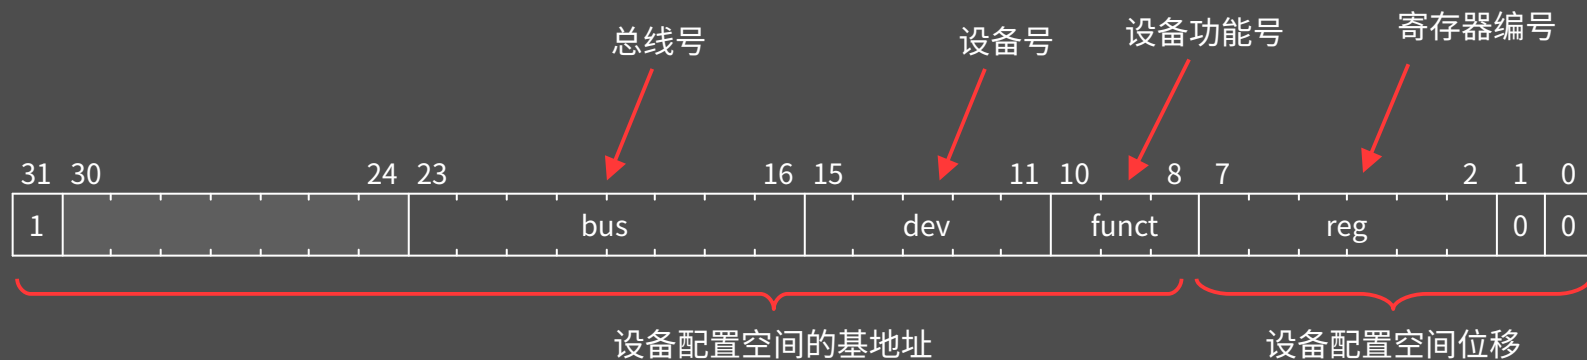 总线号 设备号 设备功能号 寄存器编号
31 30 24 23 16 15 11 10 8 7 2 1 0
1 bus dev funct reg 0 0
设备配置空间的基地址 设备配置空间位移